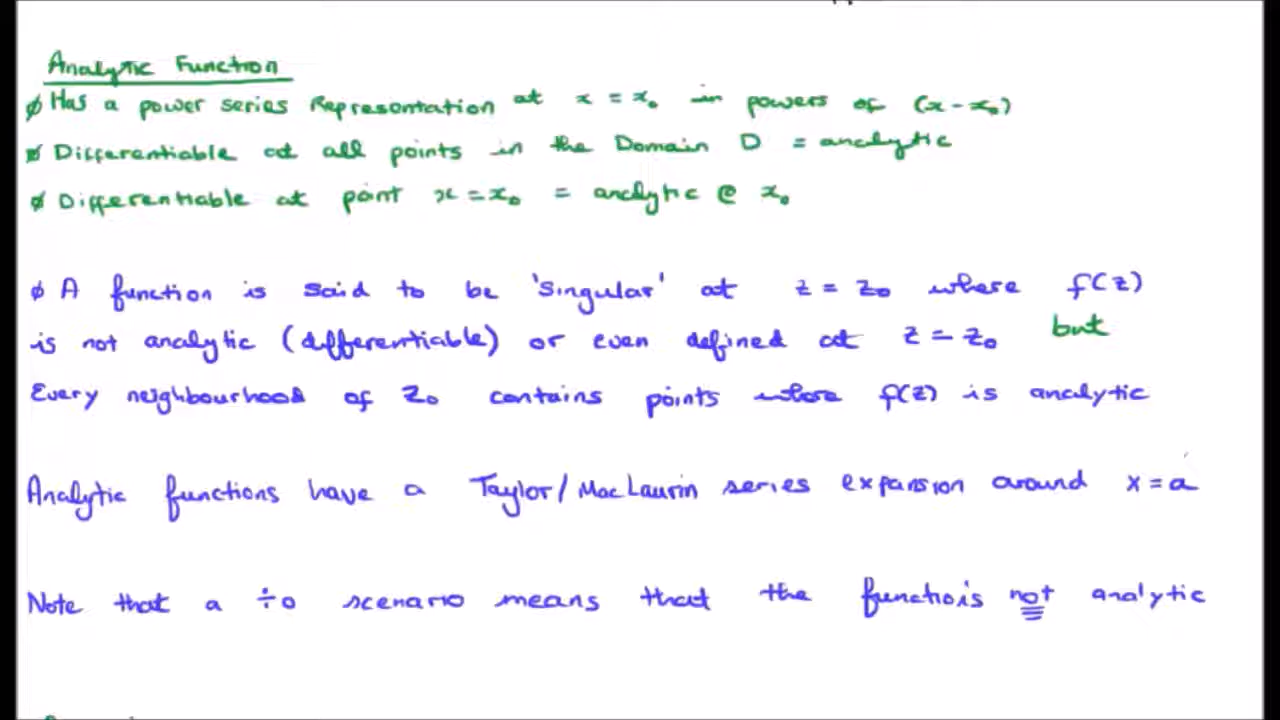 Analytic Function
Has a power series Representation at x = x₀ in powers of (x - x₀)
Differentiable at all points in the Domain D = analytic
Differentiable at point x = x₀ = analytic @ x₀
A function is said to be 'singular' at z = z₀ where f(z)
is not analytic (differentiable) or even defined at z = z₀ but
Every neighbourhood of z₀ contains points where f(z) is analytic
Analytic functions have a Taylor/MacLaurin series expansion around x = a
Note that a ÷0 scenario means that the function is not analytic